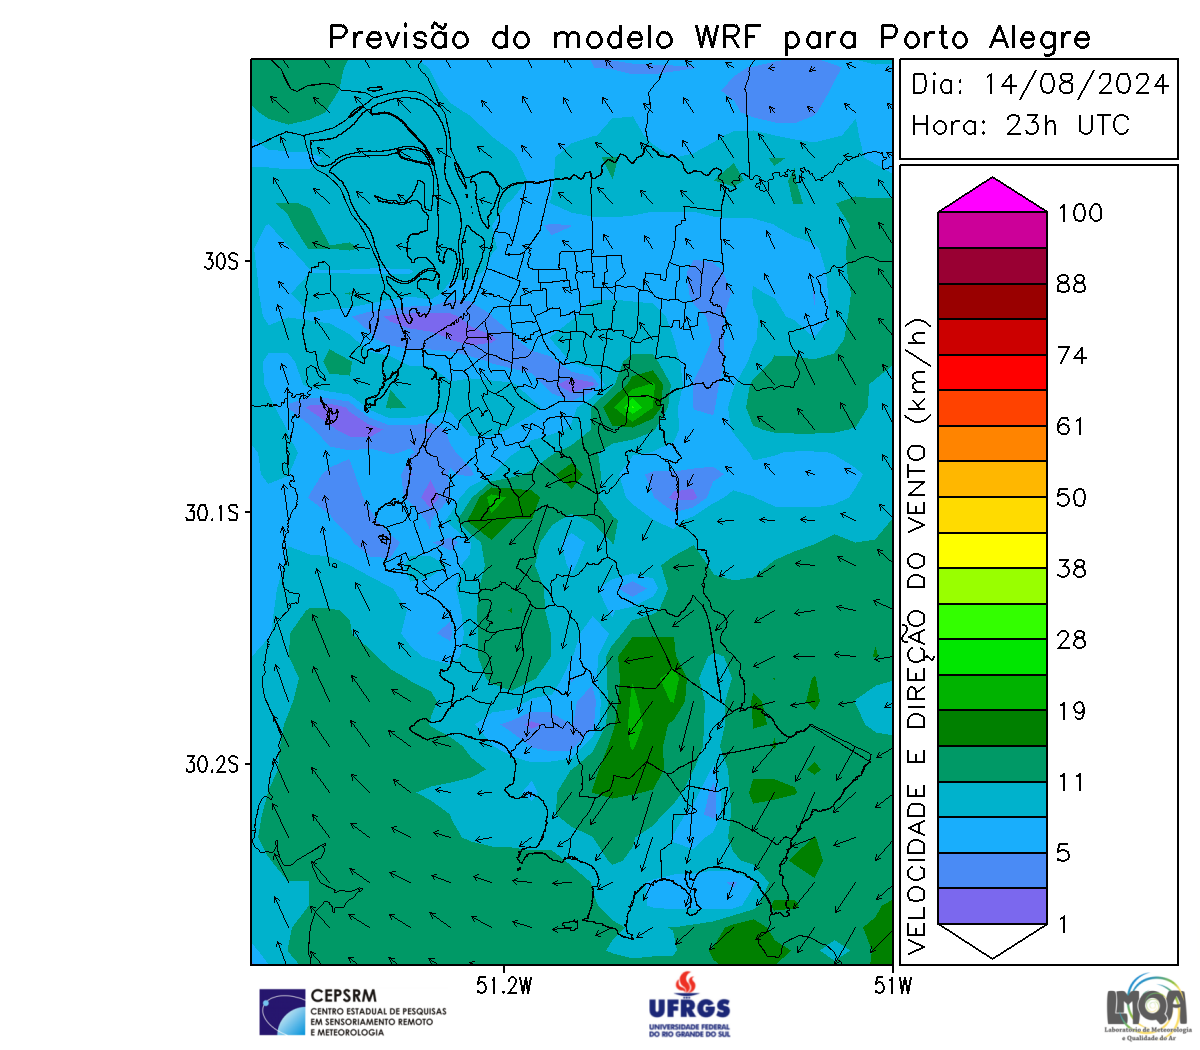 Previsão do modelo WRF para Porto Alegre
Dia: 14/08/2024
Hora: 23h UTC
VELOCIDADE E DIREÇÃO DO VENTO (km/h)
100
88
74
61
50
38
28
19
11
5
1
30S
30.1S
30.2S
51.2W
51W
CEPSRM
CENTRO ESTADUAL DE PESQUISAS
EM SENSORIAMENTO REMOTO
E METEOROLOGIA
UFRGS
UNIVERSIDADE FEDERAL
DO RIO GRANDE DO SUL
LMQA
Laboratório de Meteorologia
e Qualidade do Ar